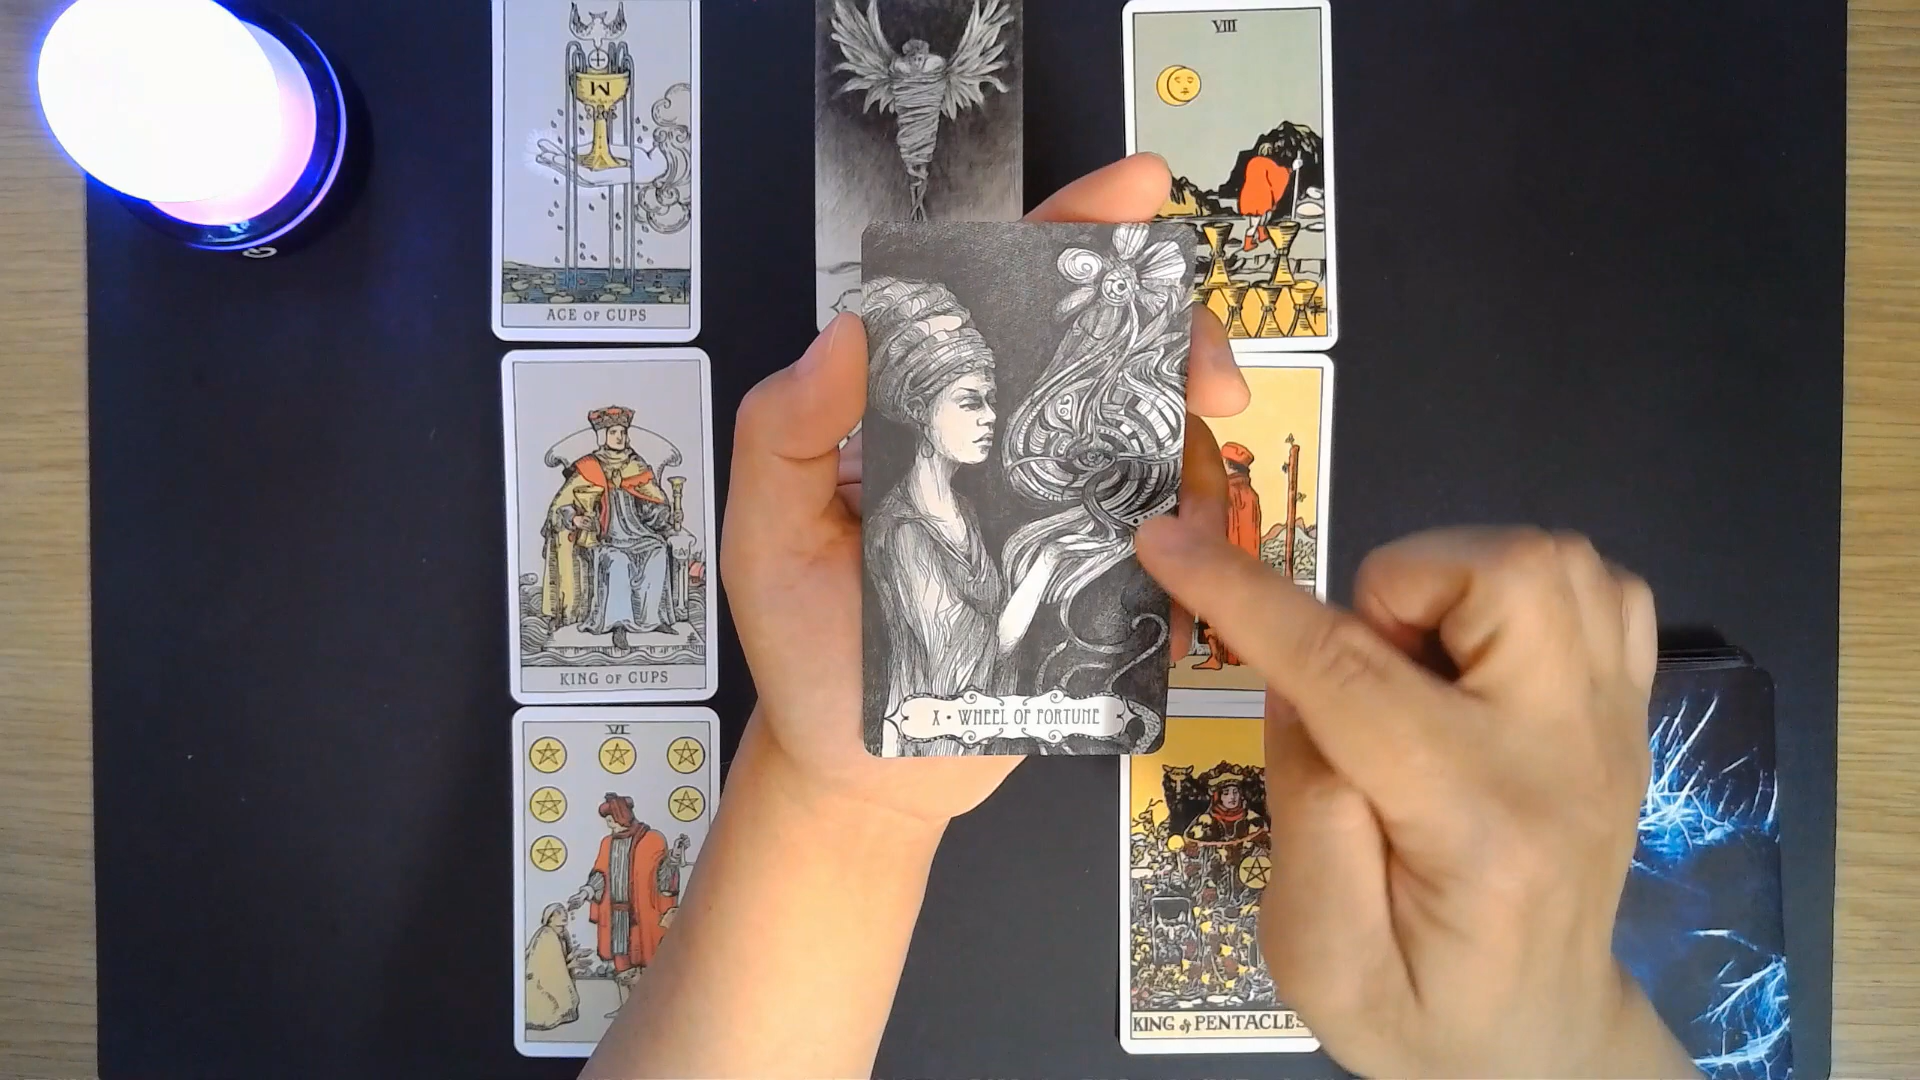 VIII
ACE OF CUPS
KING OF CUPS
X • WHEEL OF FORTUNE
VI
KING of PENTACLES